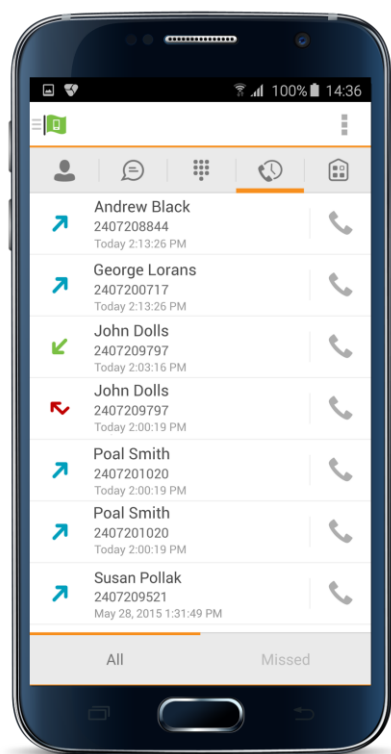 100% 14:36
Andrew Black
2407208844
Today 2:13:26 PM
George Lorans
2407200717
Today 2:13:26 PM
John Dolls
2407209797
Today 2:03:16 PM
John Dolls
2407209797
Today 2:00:19 PM
Poal Smith
2407201020
Today 2:00:19 PM
Poal Smith
2407201020
Today 2:00:19 PM
Susan Pollak
2407209521
May 28, 2015 1:31:49 PM
All Missed